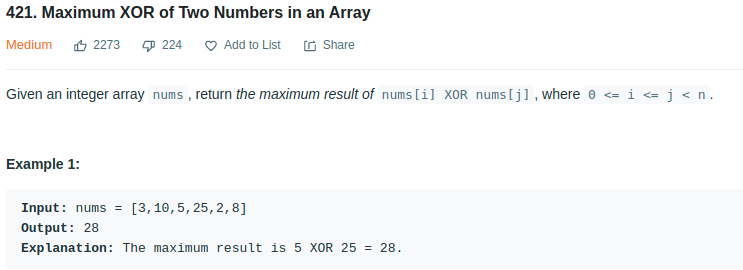 421. Maximum XOR of Two Numbers in an Array
Medium 2273 224 Add to List Share
Given an integer array nums, return the maximum result of nums[i] XOR nums[j], where 0 <= i <= j < n.
Example 1:
Input: nums = [3,10,5,25,2,8]
Output: 28
Explanation: The maximum result is 5 XOR 25 = 28.